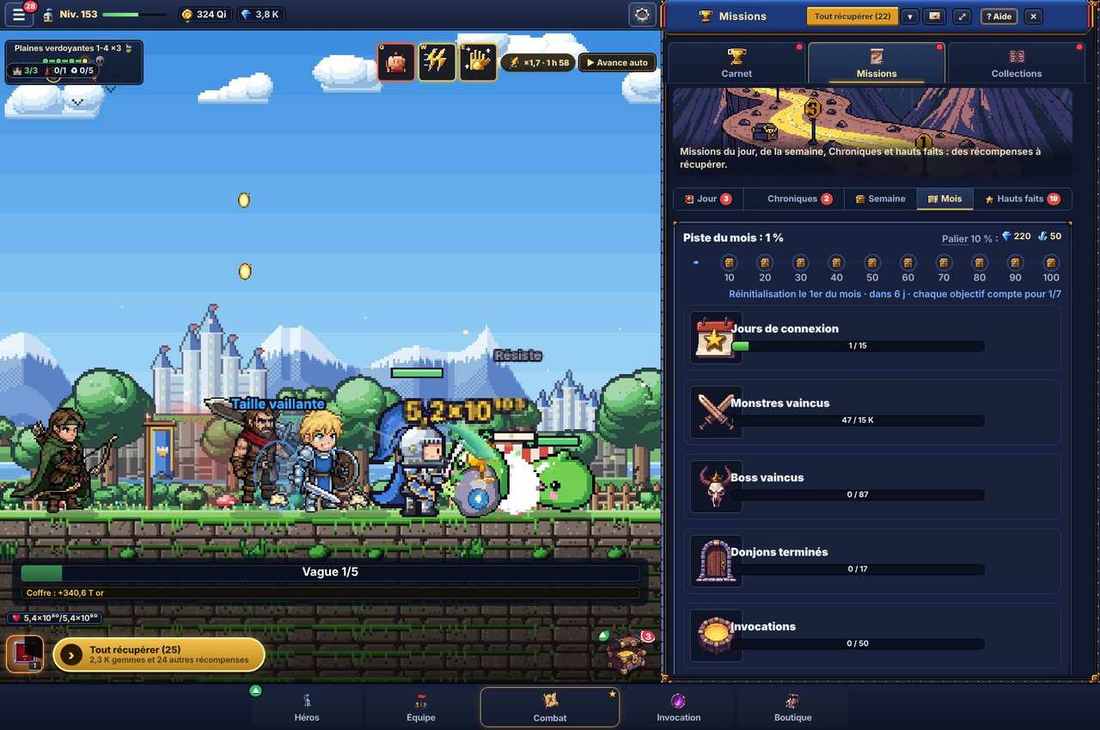 28
Niv. 153
324 Qi
3,8 K
Plaines verdoyantes 1-4 ×3
3/3
0/1
0/5
Q
W
×1,7 · 1 h 58
Avance auto
Résiste
Taille vaillante
Vague 1/5
Coffre : +340,6 T or
5,4×10⁸⁰/5,4×10⁸⁰
1
Tout récupérer (25)
2,3 K gemmes et 24 autres récompenses
3
Missions
Tout récupérer (22)
? Aide
Carnet
Missions
Collections
Missions du jour, de la semaine, Chroniques et hauts faits : des récompenses à
récupérer.
Jour 3
Chroniques 2
Semaine
Mois
Hauts faits 18
Piste du mois : 1 %
Palier 10 % : 220 50
10 20 30 40 50 60 70 80 90 100
Réinitialisation le 1er du mois · dans 6 j · chaque objectif compte pour 1/7
Jours de connexion
1 / 15
Monstres vaincus
47 / 15 K
Boss vaincus
0 / 87
Donjons terminés
0 / 17
Invocations
0 / 50
Héros
Équipe
Combat
Invocation
Boutique